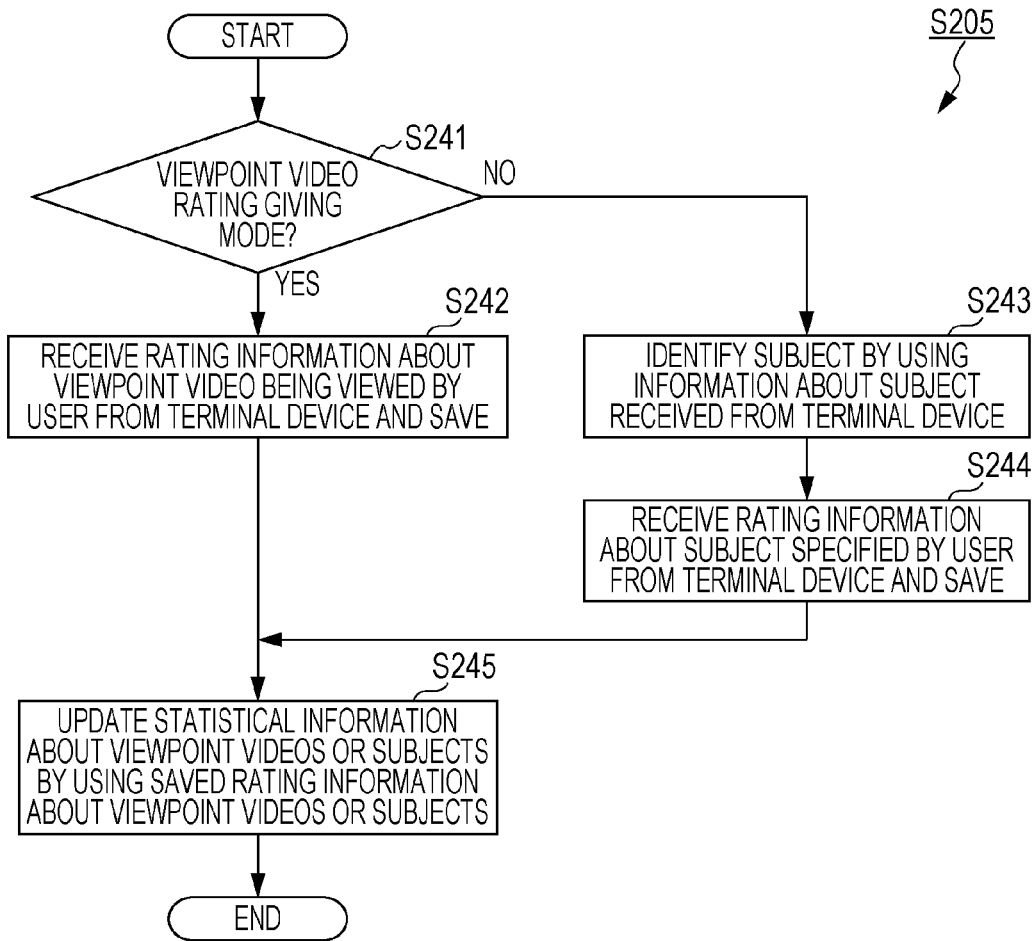 START
S205
S241
VIEWPOINT VIDEO
RATING GIVING
MODE?
NO
YES
S242
RECEIVE RATING INFORMATION ABOUT
VIEWPOINT VIDEO BEING VIEWED BY
USER FROM TERMINAL DEVICE AND SAVE
S243
IDENTIFY SUBJECT BY USING
INFORMATION ABOUT SUBJECT
RECEIVED FROM TERMINAL DEVICE
S244
RECEIVE RATING INFORMATION
ABOUT SUBJECT SPECIFIED BY USER
FROM TERMINAL DEVICE AND SAVE
S245
UPDATE STATISTICAL INFORMATION
ABOUT VIEWPOINT VIDEOS OR SUBJECTS
BY USING SAVED RATING INFORMATION
ABOUT VIEWPOINT VIDEOS OR SUBJECTS
END